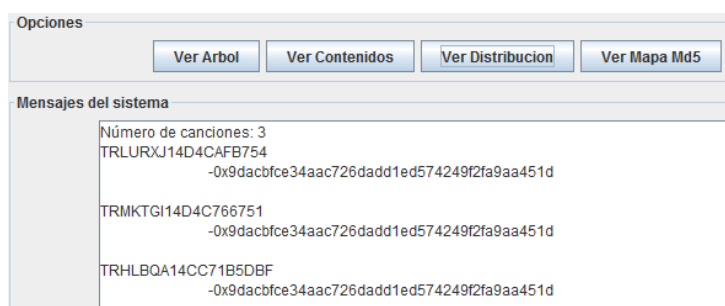 Opciones
Ver Arbol Ver Contenidos Ver Distribucion Ver Mapa Md5
Mensajes del sistema
Número de canciones: 3
TRLURXJ14D4CAFB754
-0x9dacbfce34aac726dadd1ed574249f2fa9aa451d
TRMKTGI14D4C766751
-0x9dacbfce34aac726dadd1ed574249f2fa9aa451d
TRHLBQA14CC71B5DBF
-0x9dacbfce34aac726dadd1ed574249f2fa9aa451d